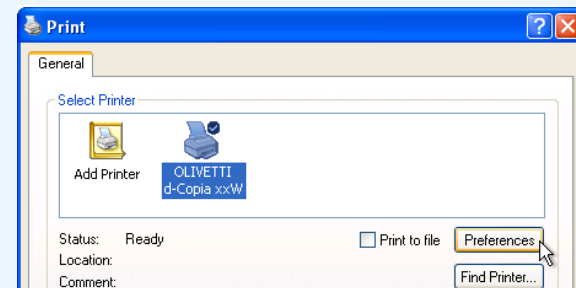 Print
General
Select Printer
Add Printer
OLIVETTI
d-Copia xxW
Status: Ready
Print to file
Preferences
Location:
Comment:
Find Printer...